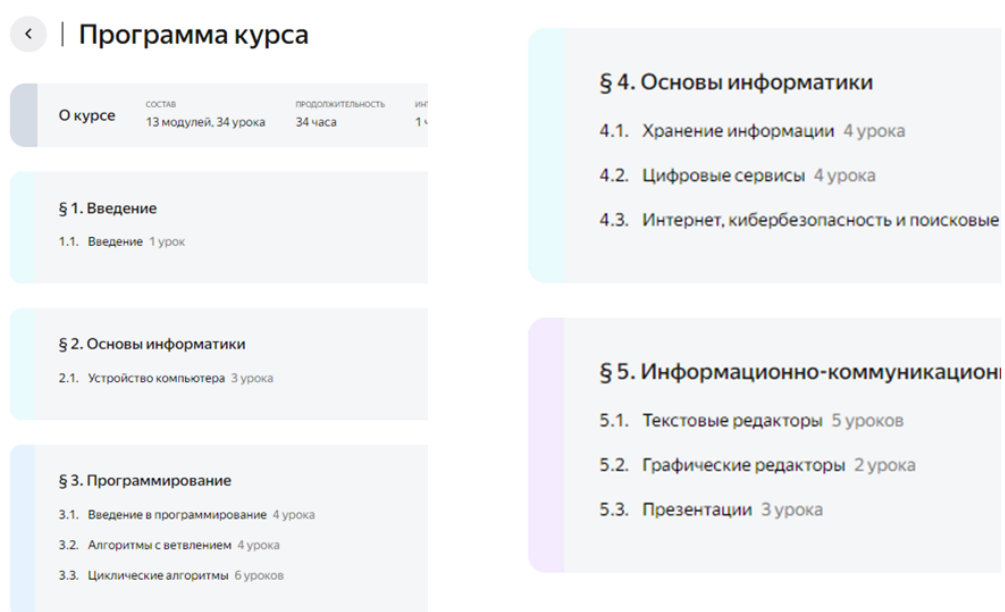 Программа курса
О курсе
СОСТАВ
13 модулей, 34 урока
ПРОДОЛЖИТЕЛЬНОСТЬ
34 часа
§ 1. Введение
1.1. Введение 1 урок
§ 2. Основы информатики
2.1. Устройство компьютера 3 урока
§ 3. Программирование
3.1. Введение в программирование 4 урока
3.2. Алгоритмы с ветвлением 4 урока
3.3. Циклические алгоритмы 6 уроков
§ 4. Основы информатики
4.1. Хранение информации 4 урока
4.2. Цифровые сервисы 4 урока
4.3. Интернет, кибербезопасность и поисковые
§ 5. Информационно-коммуникацион
5.1. Текстовые редакторы 5 уроков
5.2. Графические редакторы 2 урока
5.3. Презентации 3 урока